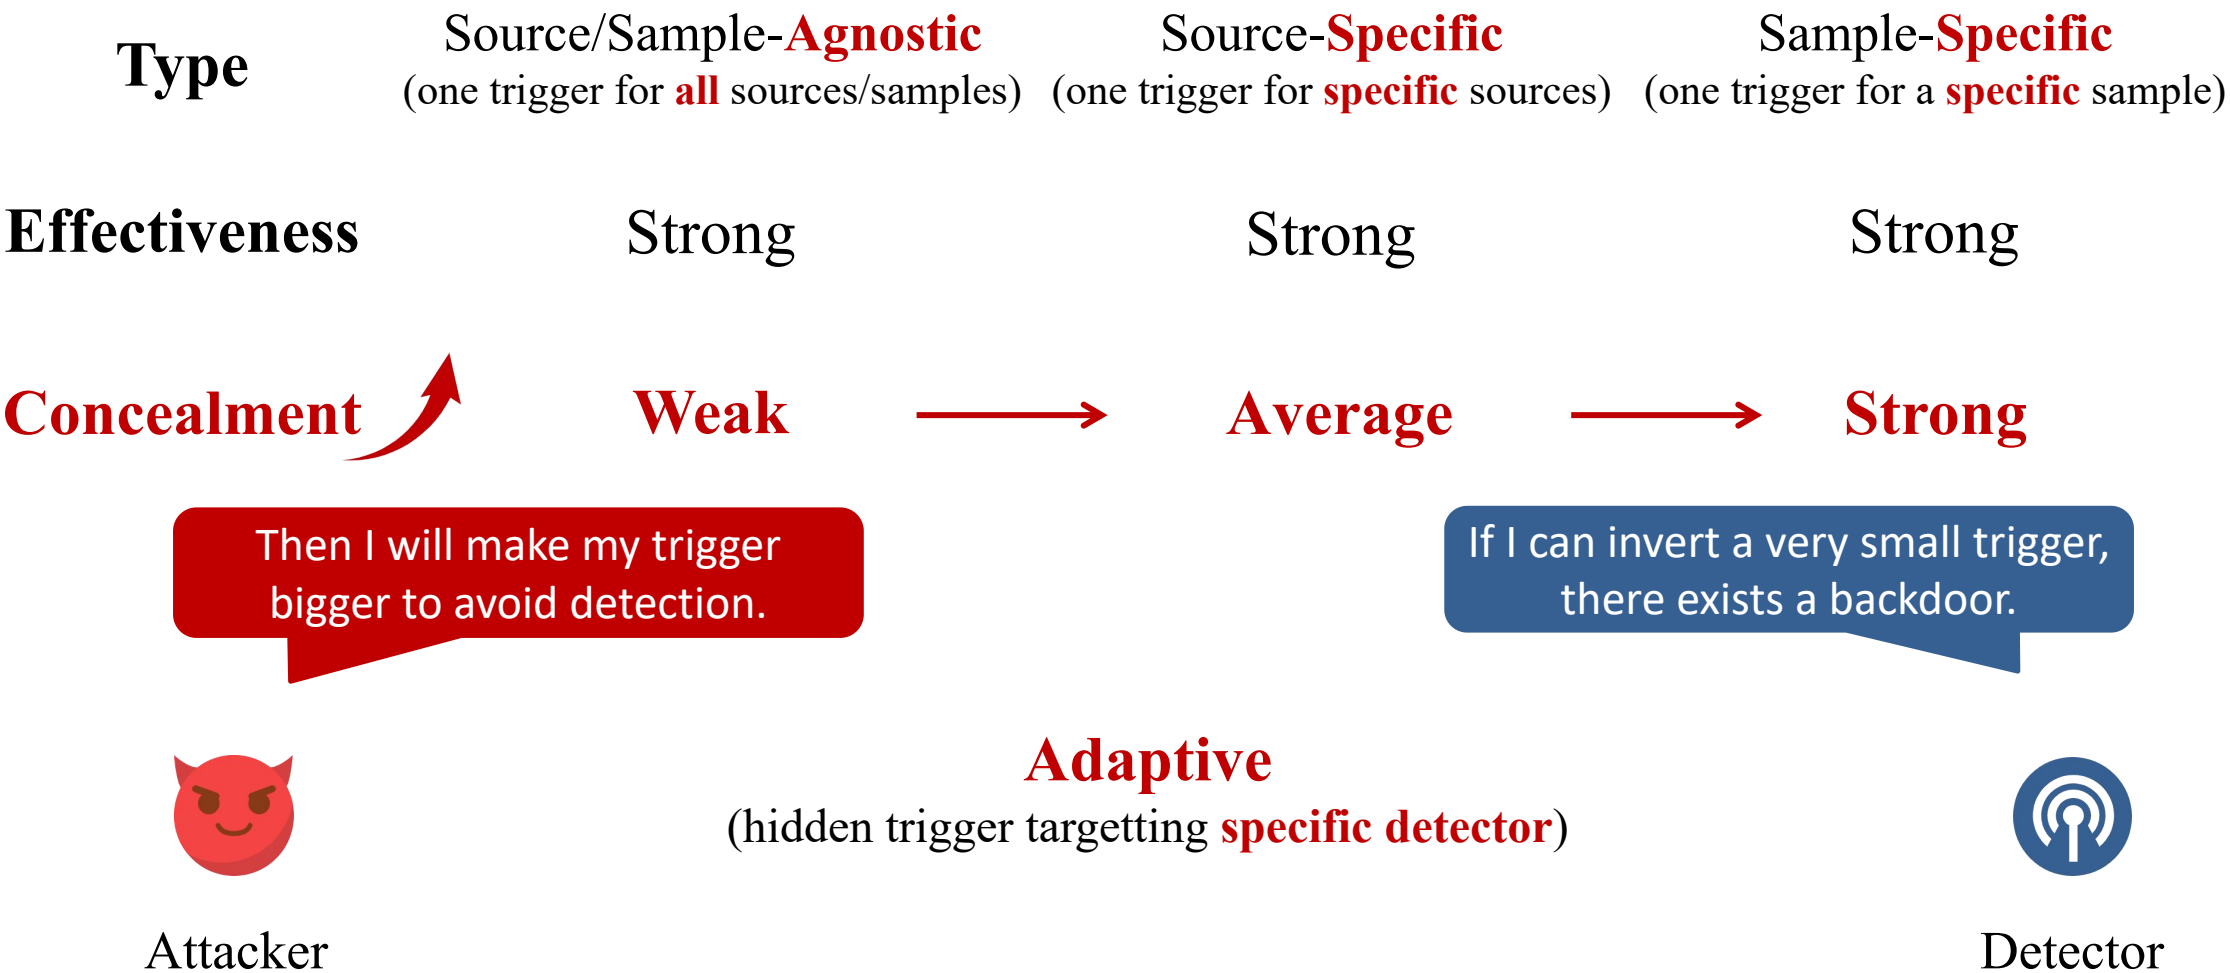 Type
Source/Sample-Agnostic
(one trigger for all sources/samples)
Source-Specific
(one trigger for specific sources)
Sample-Specific
(one trigger for a specific sample)
Effectiveness
Strong
Strong
Strong
Concealment
Weak
Average
Strong
Then I will make my trigger
bigger to avoid detection.
If I can invert a very small trigger,
there exists a backdoor.
Adaptive
(hidden trigger targetting specific detector)
Attacker
Detector